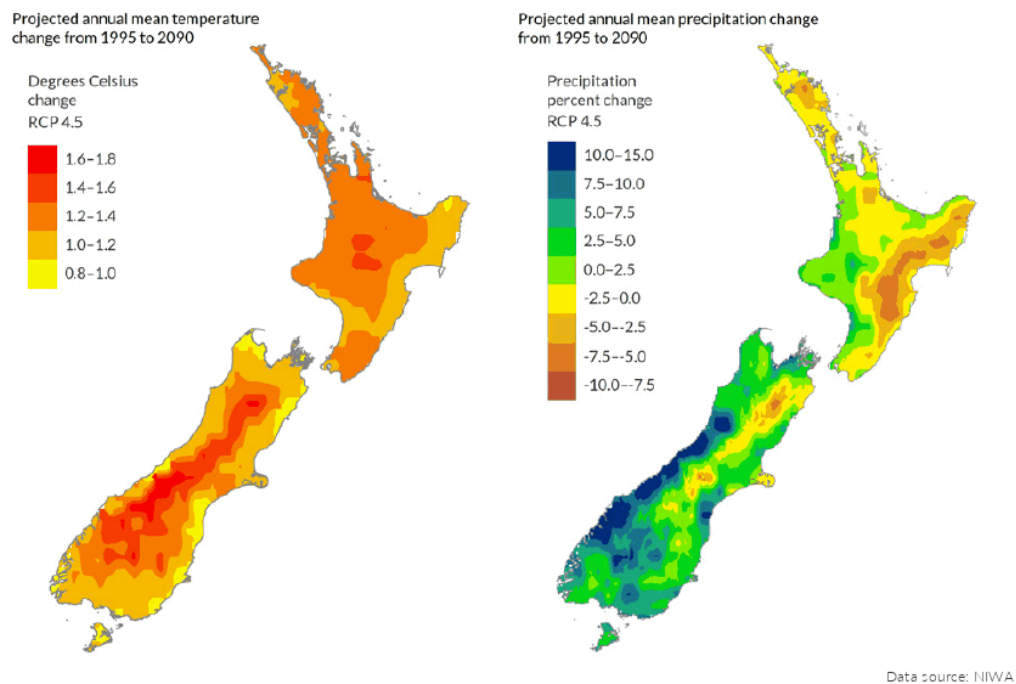 Projected annual mean temperature
change from 1995 to 2090
Degrees Celsius
change
RCP 4.5
1.6–1.8
1.4–1.6
1.2–1.4
1.0–1.2
0.8–1.0
Projected annual mean precipitation change
from 1995 to 2090
Precipitation
percent change
RCP 4.5
10.0–15.0
7.5–10.0
5.0–7.5
2.5–5.0
0.0–2.5
-2.5–0.0
-5.0–-2.5
-7.5–-5.0
-10.0–-7.5
Data source: NIWA